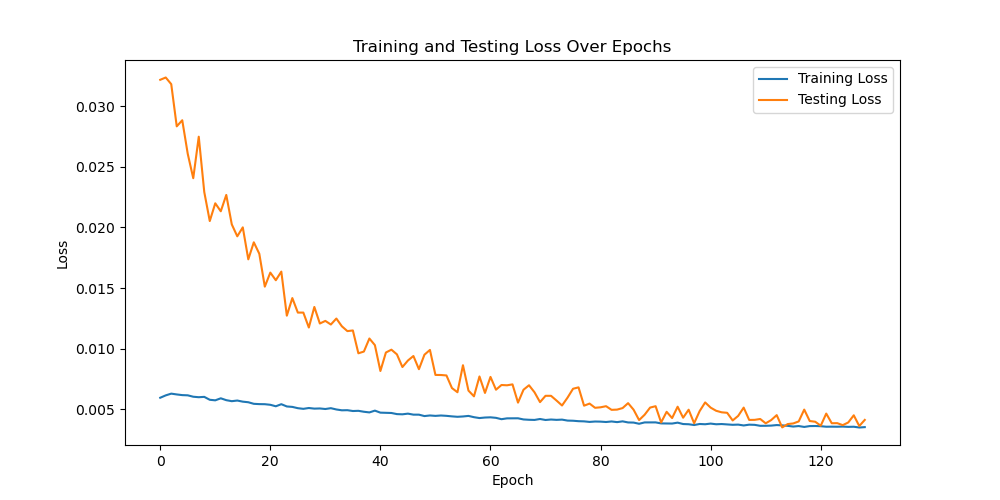 Training and Testing Loss Over Epochs
Training Loss
Testing Loss
0.030
0.025
0.020
0.015
0.010
0.005
Loss
0 20 40 60 80 100 120
Epoch